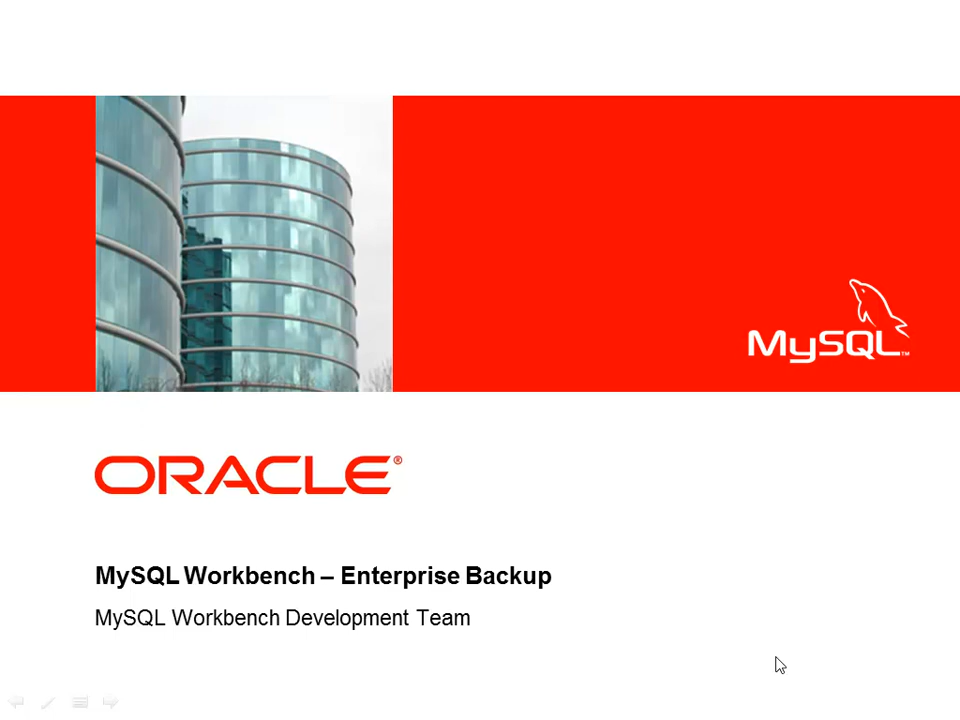 MySQL™
ORACLE®
MySQL Workbench – Enterprise Backup
MySQL Workbench Development Team